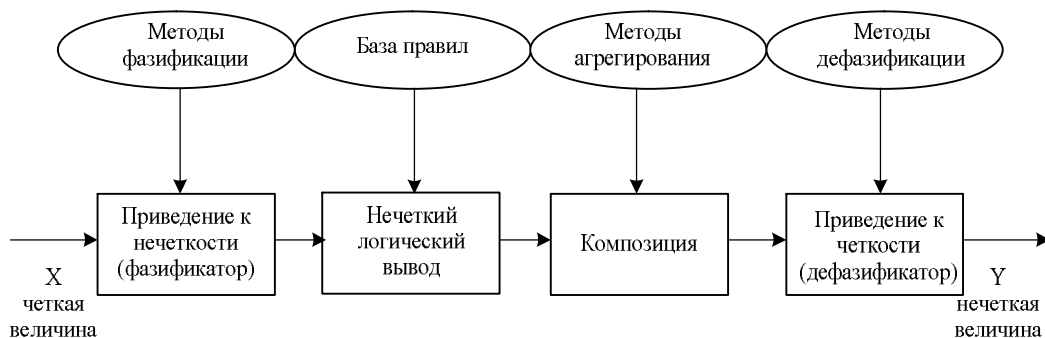 Методы
фазификации
База правил
Методы
агрегирования
Методы
дефазификации
Приведение к
нечеткости
(фазификатор)
Нечеткий
логический
вывод
Композиция
Приведение к
четкости
(дефазификатор)
X
четкая
величина
Y
нечеткая
величина